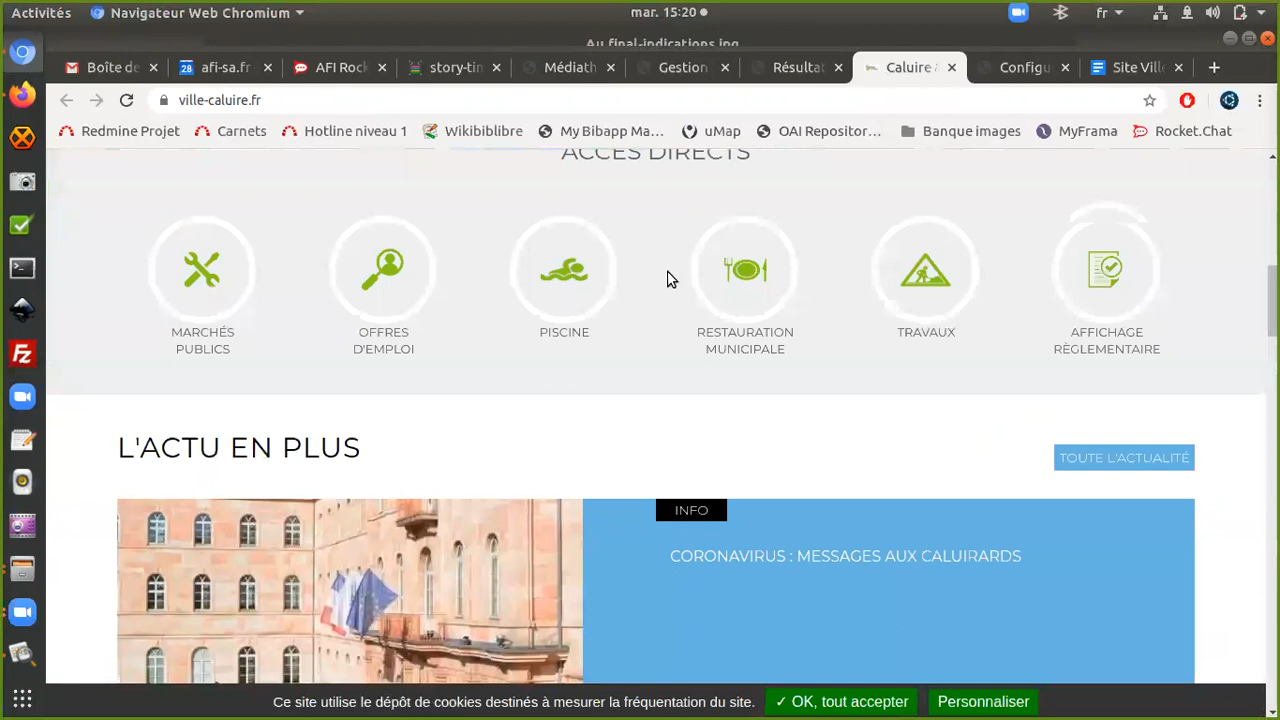 Activités Navigateur Web Chromium mar. 15:20 fr
Au final-indications.jpg
Boîte de afi-sa.fr AFI Rock story-tin Médiath Gestion Résultat Caluire Configu Site Ville
ville-caluire.fr
Redmine Projet Carnets Hotline niveau 1 Wikibiblibre My Bibapp Ma... uMap OAI Repositor... Banque images MyFrama Rocket.Chat
ACCÈS DIRECTS
MARCHÉS
PUBLICS
OFFRES
D'EMPLOI
PISCINE
RESTAURATION
MUNICIPALE
TRAVAUX
AFFICHAGE
RÈGLEMENTAIRE
L'ACTU EN PLUS
TOUTE L'ACTUALITÉ
INFO
CORONAVIRUS : MESSAGES AUX CALUIRARDS
Ce site utilise le dépôt de cookies destinés à mesurer la fréquentation du site. ✓ OK, tout accepter Personnaliser